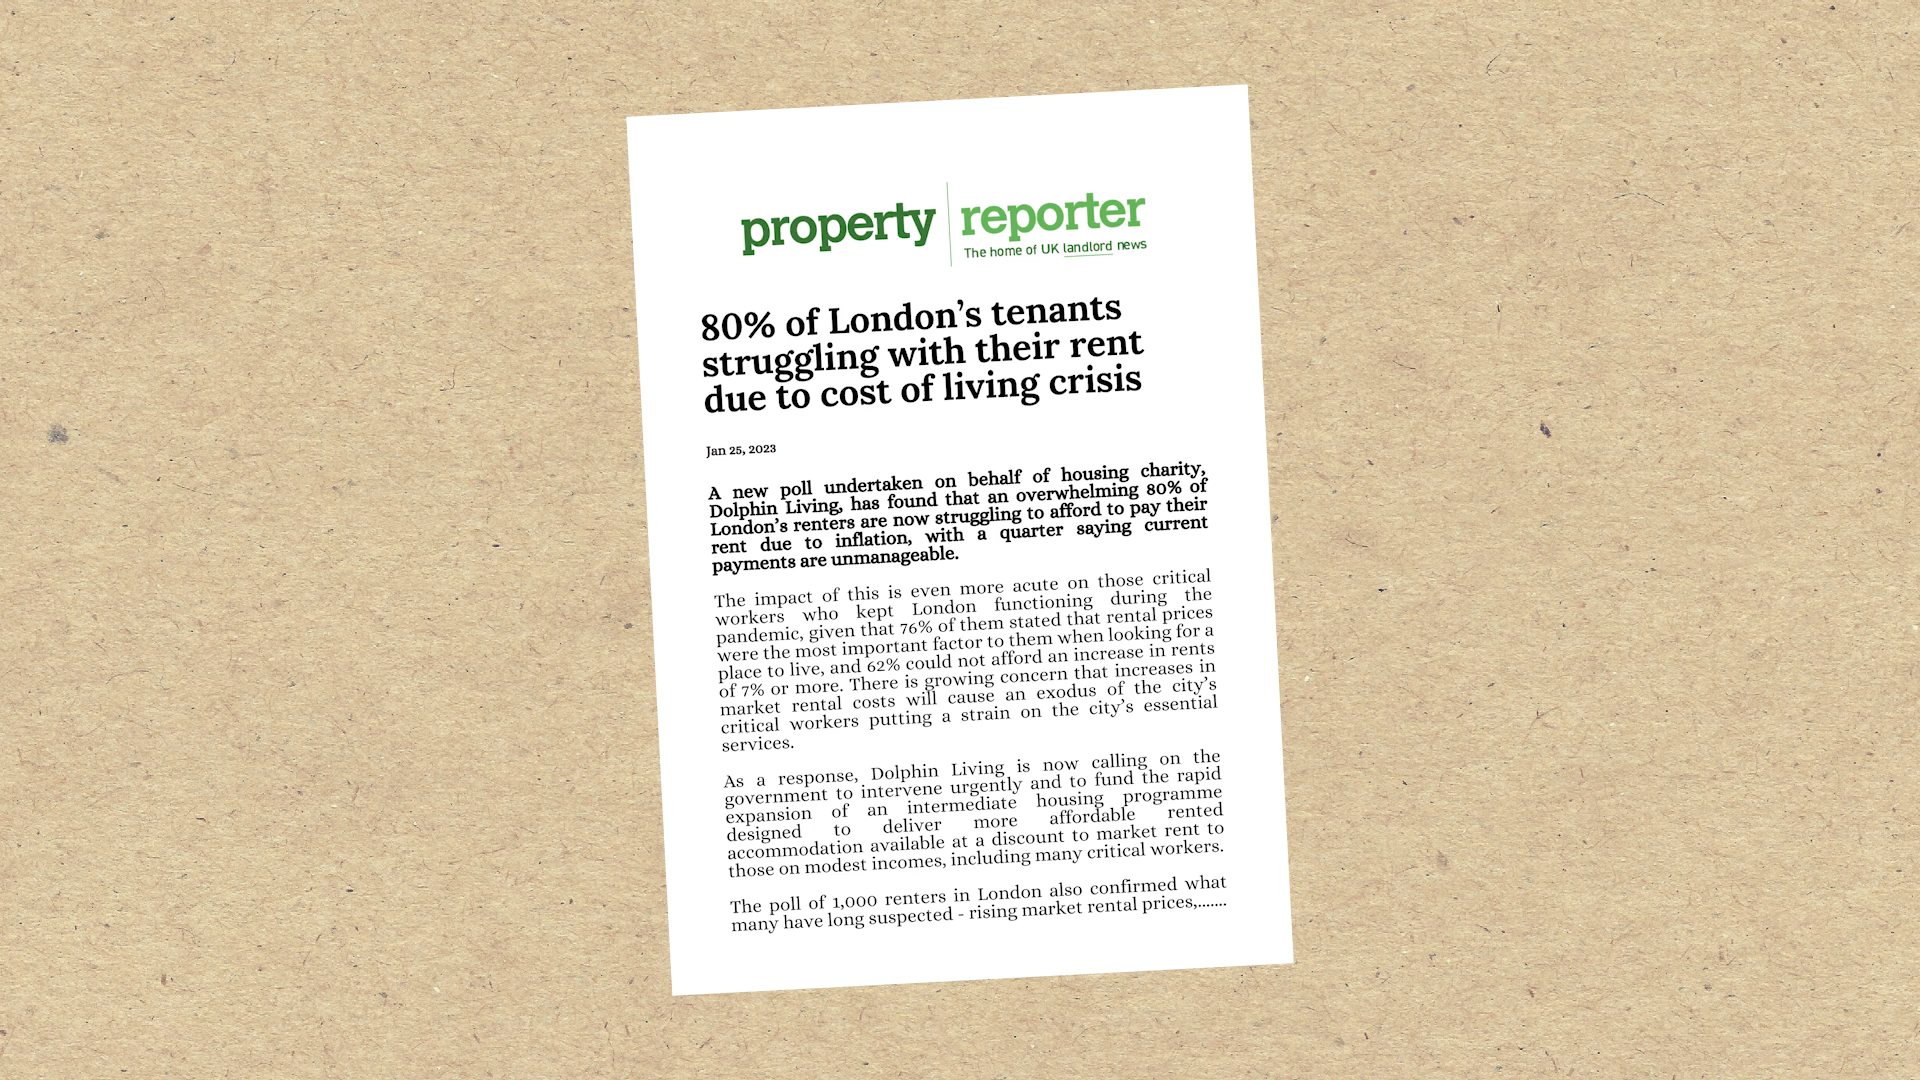 property reporter
The home of UK landlord news
80% of London’s tenants
struggling with their rent
due to cost of living crisis
Jan 25, 2023
A new poll undertaken on behalf of housing charity,
Dolphin Living, has found that an overwhelming 80% of
London’s renters are now struggling to afford to pay their
rent due to inflation, with a quarter saying current
payments are unmanageable.
The impact of this is even more acute on those critical
workers who kept London functioning during the
pandemic, given that 76% of them stated that rental prices
were the most important factor to them when looking for a
place to live, and 62% could not afford an increase in rents
of 7% or more. There is growing concern that increases in
market rental costs will cause an exodus of the city’s
critical workers putting a strain on the city’s essential
services.
As a response, Dolphin Living is now calling on the
government to intervene urgently and to fund the rapid
expansion of an intermediate housing programme
designed to deliver more affordable rented
accommodation available at a discount to market rent to
those on modest incomes, including many critical workers.
The poll of 1,000 renters in London also confirmed what
many have long suspected - rising market rental prices,.......